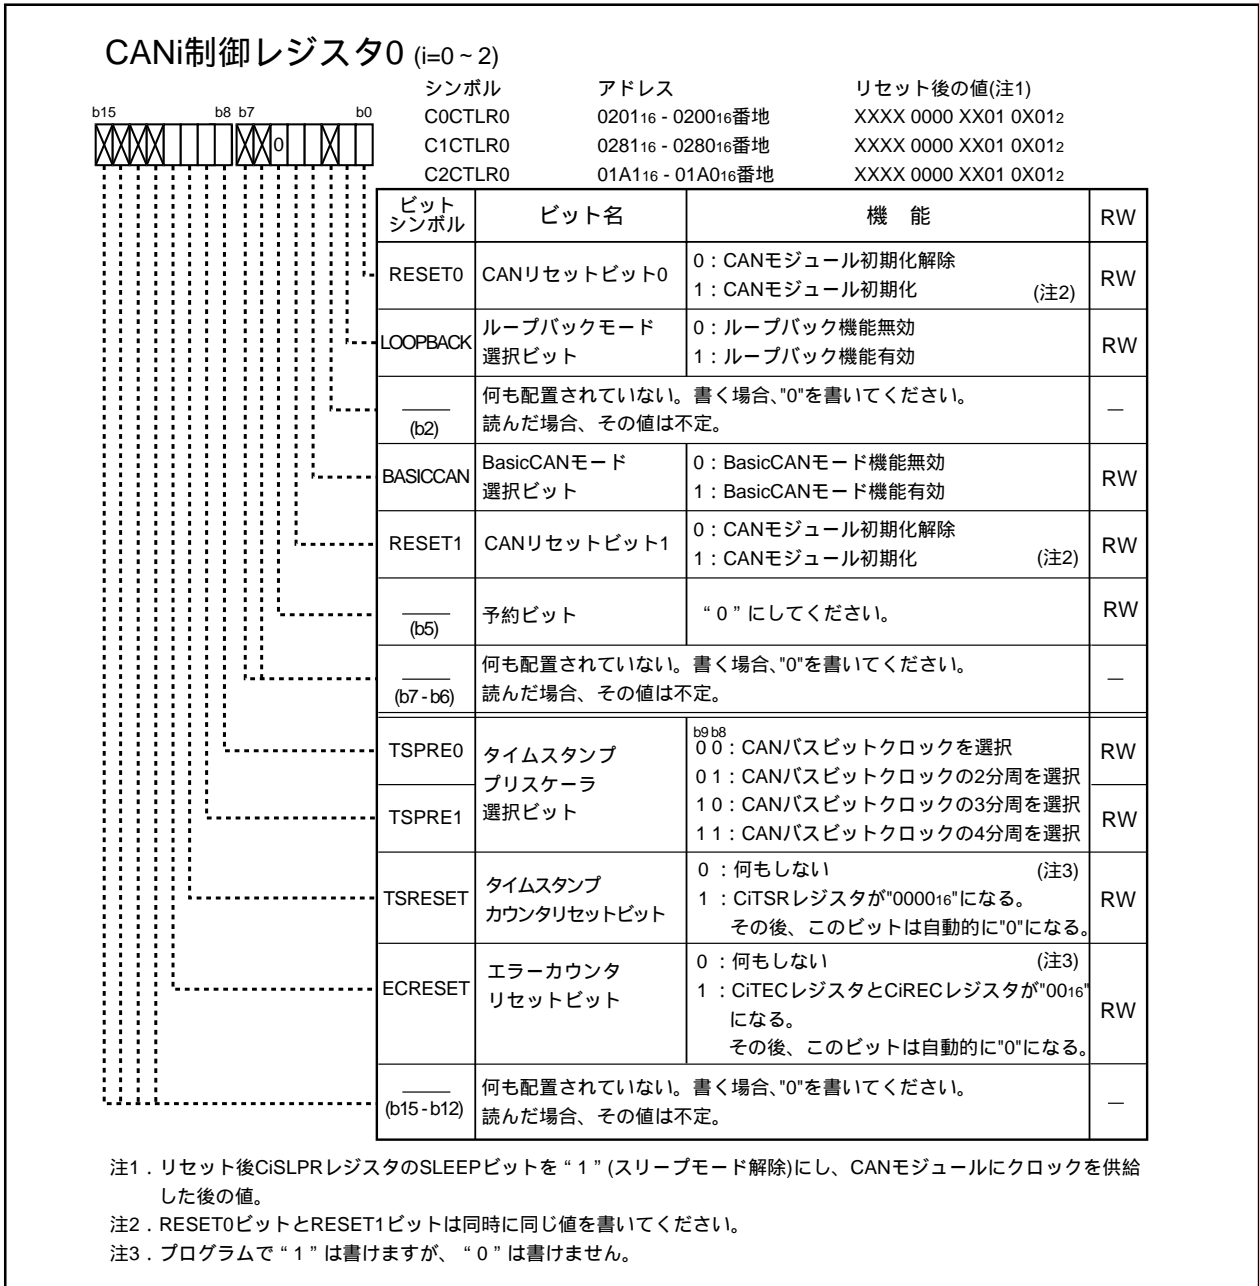 CANi制御レジスタ0 (i=0～2)
シンボル アドレス リセット後の値(注1)
C0CTLR0 020116 - 020016番地 XXXX 0000 XX01 0X012
C1CTLR0 028116 - 028016番地 XXXX 0000 XX01 0X012
C2CTLR0 01A116 - 01A016番地 XXXX 0000 XX01 0X012
b15 b8 b7 b0
0
ビット
シンボル
ビット名
機 能
RW
RESET0
CANリセットビット0
0：CANモジュール初期化解除
1：CANモジュール初期化 (注2)
RW
LOOPBACK
ループバックモード
選択ビット
0：ループバック機能無効
1：ループバック機能有効
RW
(b2)
何も配置されていない。書く場合、"0"を書いてください。
読んだ場合、その値は不定。
—
BASICCAN
BasicCANモード
選択ビット
0：BasicCANモード機能無効
1：BasicCANモード機能有効
RW
RESET1
CANリセットビット1
0：CANモジュール初期化解除
1：CANモジュール初期化 (注2)
RW
(b5)
予約ビット
“0”にしてください。
RW
(b7-b6)
何も配置されていない。書く場合、"0"を書いてください。
読んだ場合、その値は不定。
—
TSPRE0
TSPRE1
タイムスタンプ
プリスケーラ
選択ビット
b9 b8
0 0：CANバスビットクロックを選択
0 1：CANバスビットクロックの2分周を選択
1 0：CANバスビットクロックの3分周を選択
1 1：CANバスビットクロックの4分周を選択
RW
RW
TSRESET
タイムスタンプ
カウンタリセットビット
0：何もしない (注3)
1：CiTSRレジスタが"000016"になる。
その後、このビットは自動的に"0"になる。
RW
ECRESET
エラーカウンタ
リセットビット
0：何もしない (注3)
1：CiTECレジスタとCiRECレジスタが"0016"
になる。
その後、このビットは自動的に"0"になる。
RW
(b15-b12)
何も配置されていない。書く場合、"0"を書いてください。
読んだ場合、その値は不定。
—
注1．リセット後CiSLPRレジスタのSLEEPビットを“1”(スリープモード解除)にし、CANモジュールにクロックを供給
した後の値。
注2．RESET0ビットとRESET1ビットは同時に同じ値を書いてください。
注3．プログラムで“1”は書けますが、“0”は書けません。